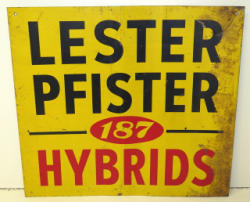 LESTER
PFISTER
187
HYBRIDS